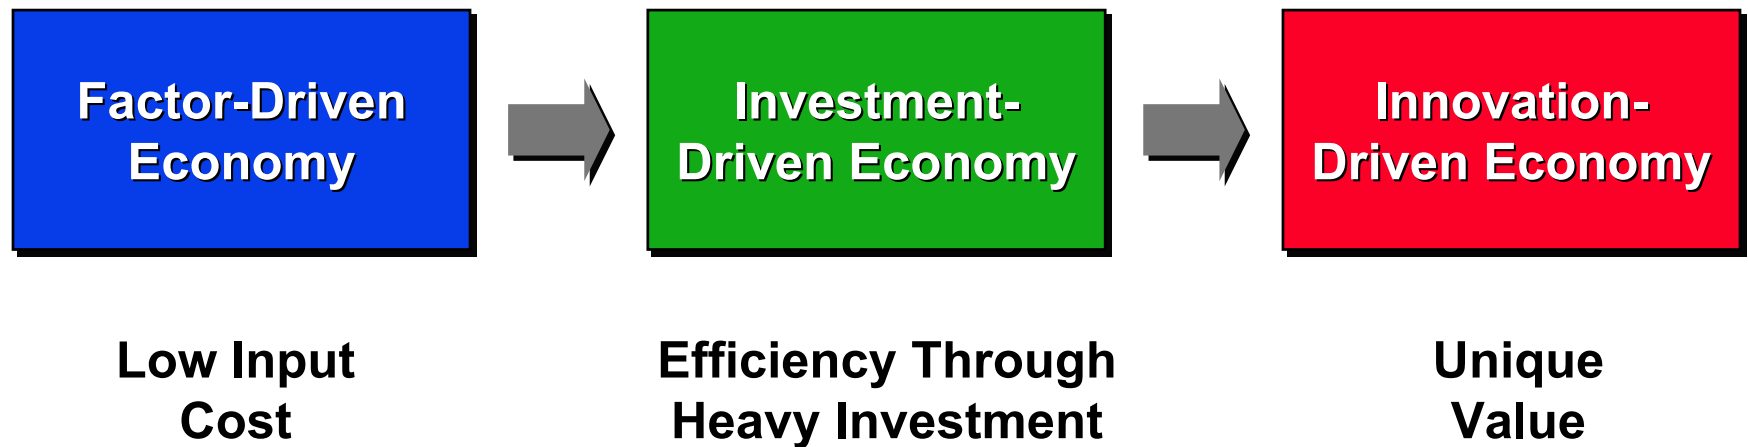 Factor-Driven
Economy
Investment-
Driven Economy
Innovation-
Driven Economy
Low Input
Cost
Efficiency Through
Heavy Investment
Unique
Value